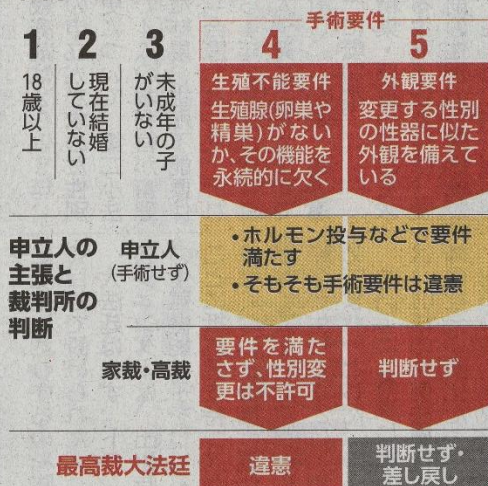 手術要件
1
2
3
4
5
18歳以上
現在結婚
していない
未成年の子
がいない
生殖不能要件
生殖腺(卵巣や
精巣)がない
か、その機能を
永続的に欠く
外観要件
変更する性別
の性器に似た
外観を備えて
いる
申立人の
主張と
裁判所の
判断
申立人
(手術せず)
・ホルモン投与などで要件
満たす
・そもそも手術要件は違憲
家裁・高裁
要件を満た
さず、性別変
更は不許可
判断せず
最高裁大法廷
違憲
判断せず・
差し戻し